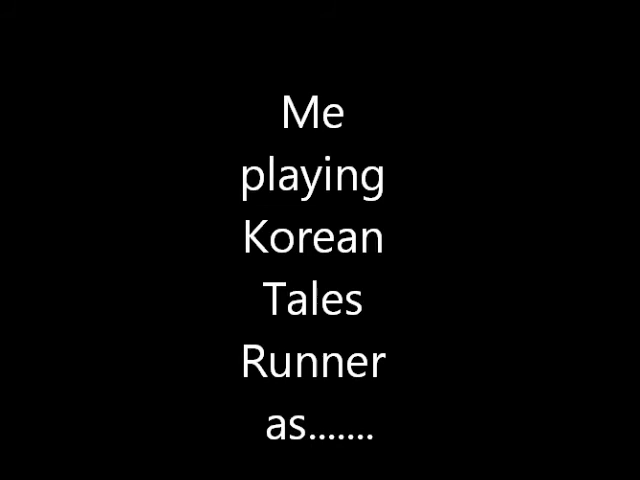 Me
playing
Korean
Tales
Runner
as.......